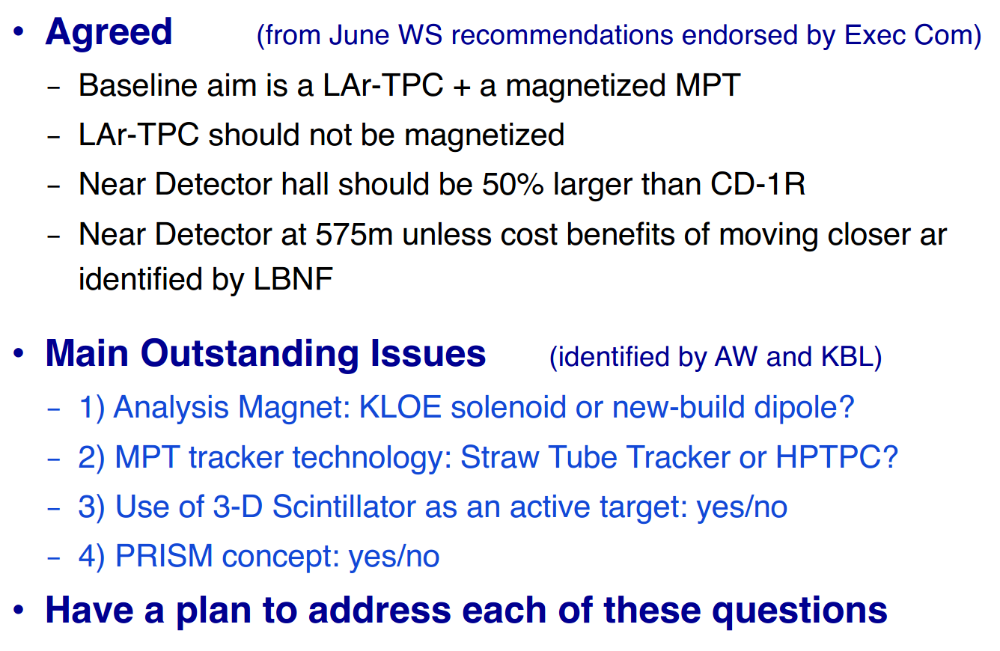 • Agreed (from June WS recommendations endorsed by Exec Com)
– Baseline aim is a LAr-TPC + a magnetized MPT
– LAr-TPC should not be magnetized
– Near Detector hall should be 50% larger than CD-1R
– Near Detector at 575m unless cost benefits of moving closer ar
identified by LBNF
• Main Outstanding Issues (identified by AW and KBL)
– 1) Analysis Magnet: KLOE solenoid or new-build dipole?
– 2) MPT tracker technology: Straw Tube Tracker or HPTPC?
– 3) Use of 3-D Scintillator as an active target: yes/no
– 4) PRISM concept: yes/no
• Have a plan to address each of these questions